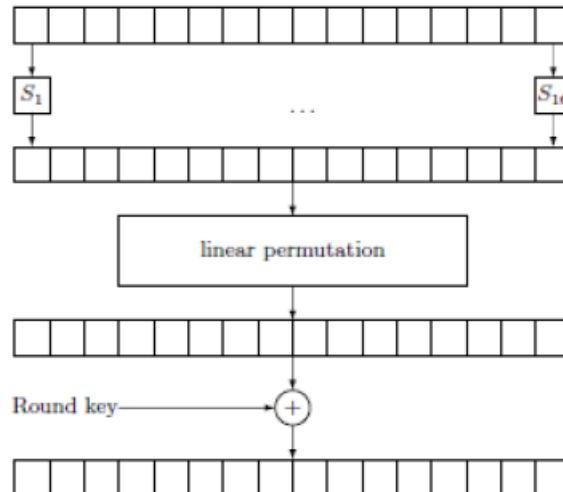 S₁ ... S₁₆
linear permutation
Round key +